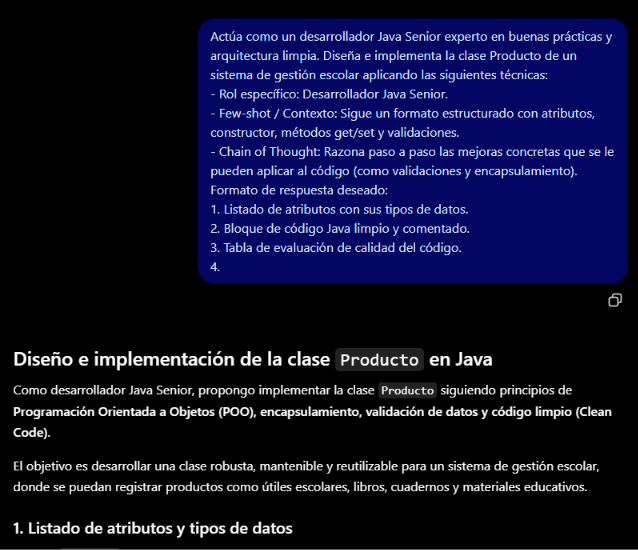 Actúa como un desarrollador Java Senior experto en buenas prácticas y
arquitectura limpia. Diseña e implementa la clase Producto de un
sistema de gestión escolar aplicando las siguientes técnicas:
- Rol específico: Desarrollador Java Senior.
- Few-shot / Contexto: Sigue un formato estructurado con atributos,
constructor, métodos get/set y validaciones.
- Chain of Thought: Razona paso a paso las mejoras concretas que se le
pueden aplicar al código (como validaciones y encapsulamiento).
Formato de respuesta deseado:
1. Listado de atributos con sus tipos de datos.
2. Bloque de código Java limpio y comentado.
3. Tabla de evaluación de calidad del código.
4.
Diseño e implementación de la clase Producto en Java
Como desarrollador Java Senior, propongo implementar la clase Producto siguiendo principios de
Programación Orientada a Objetos (POO), encapsulamiento, validación de datos y código limpio (Clean
Code).
El objetivo es desarrollar una clase robusta, mantenible y reutilizable para un sistema de gestión escolar,
donde se puedan registrar productos como útiles escolares, libros, cuadernos y materiales educativos.
1. Listado de atributos y tipos de datos